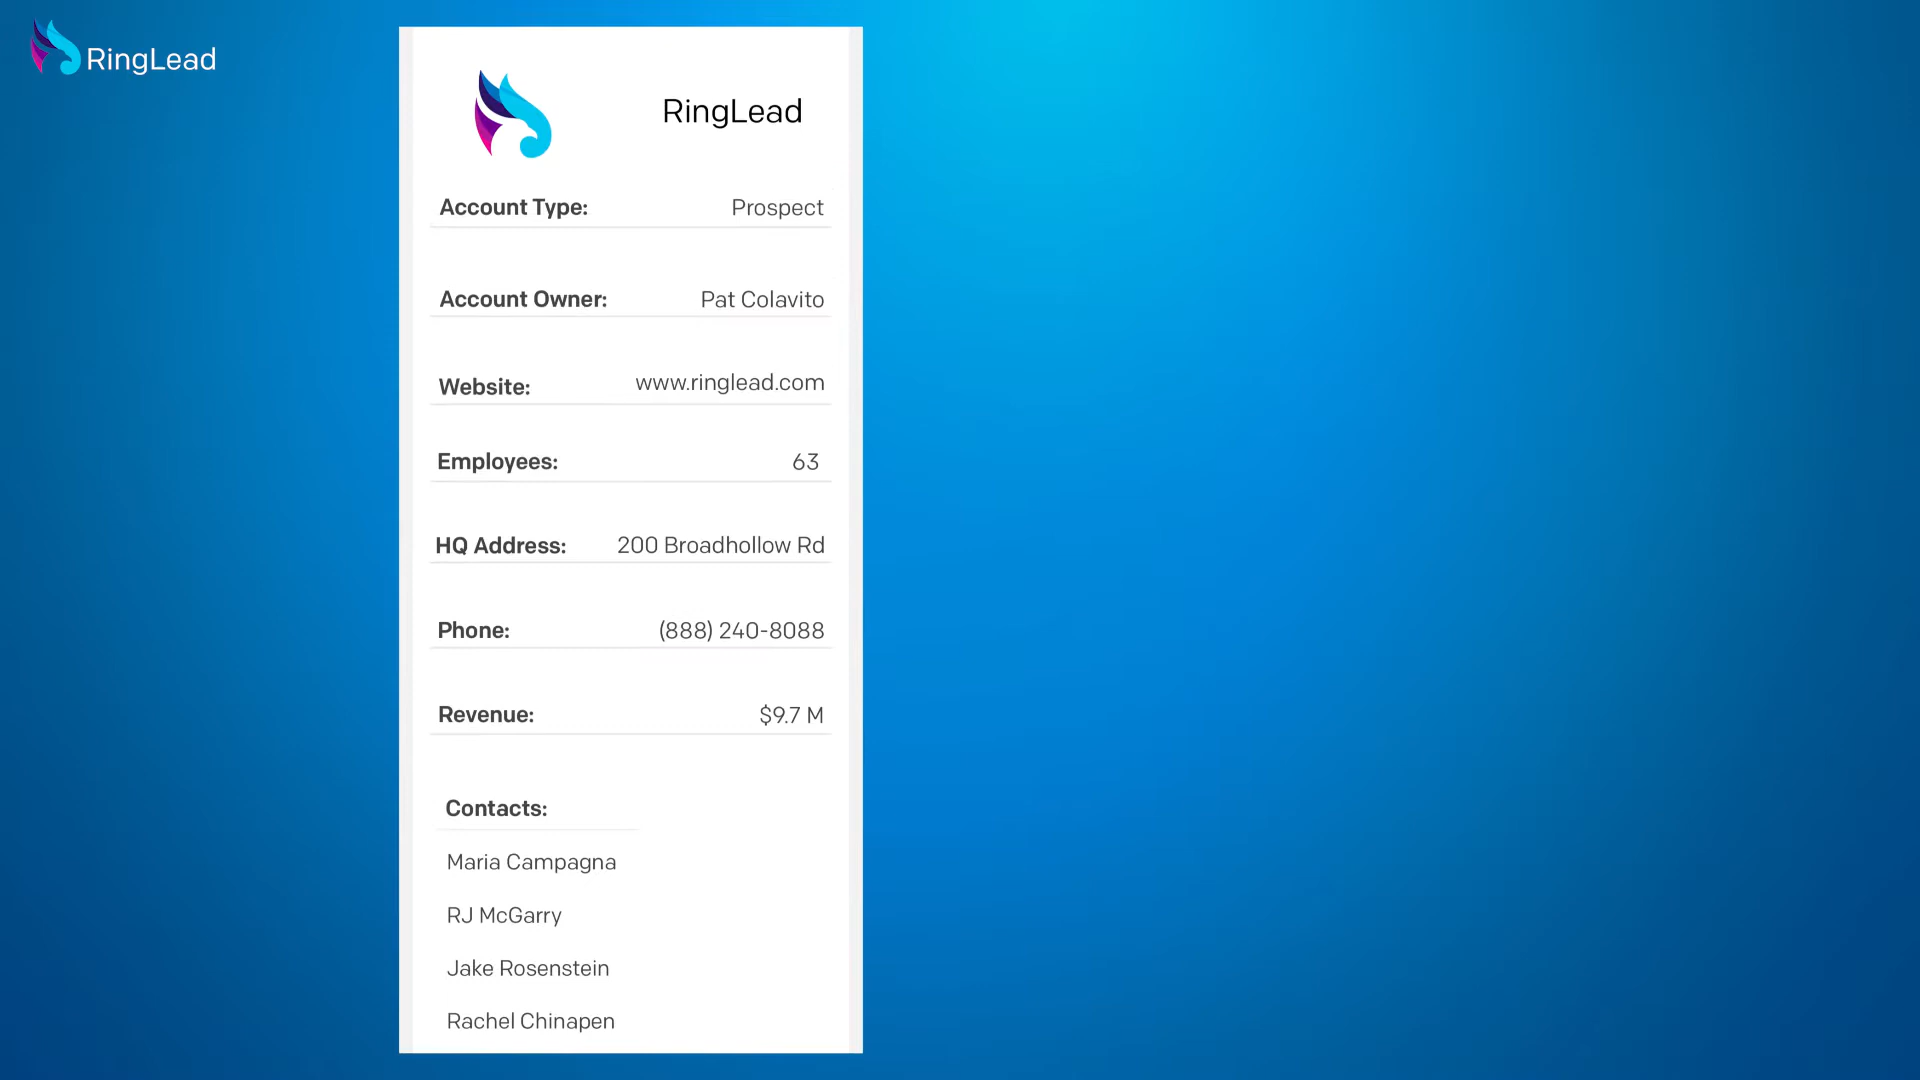 RingLead
RingLead
Account Type: Prospect
Account Owner: Pat Colavito
Website: www.ringlead.com
Employees: 63
HQ Address: 200 Broadhollow Rd
Phone: (888) 240-8088
Revenue: $9.7 M
Contacts:
Maria Campagna
RJ McGarry
Jake Rosenstein
Rachel Chinapen